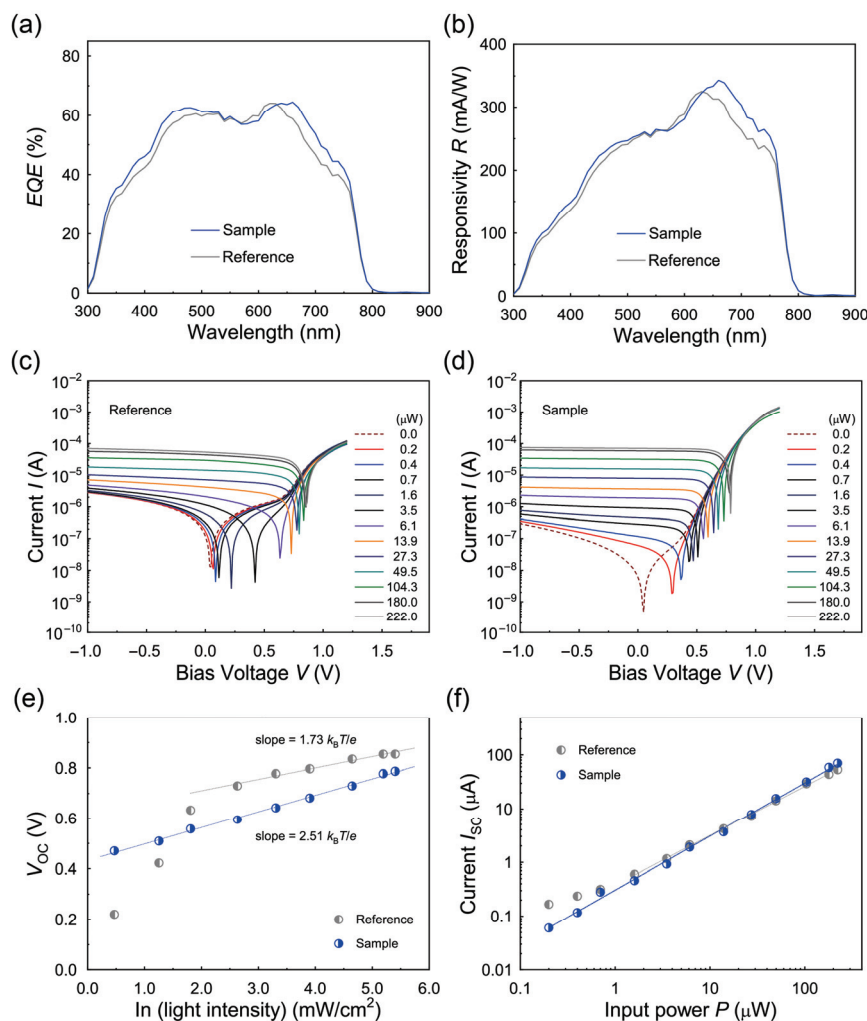 (a)
EQE (%)
80
60
40
20
0
Sample
Reference
300 400 500 600 700 800 900
Wavelength (nm)
(b)
Responsivity R (mA/W)
400
300
200
100
0
Sample
Reference
300 400 500 600 700 800 900
Wavelength (nm)
(c)
Current I (A)
10⁻²
10⁻³
10⁻⁴
10⁻⁵
10⁻⁶
10⁻⁷
10⁻⁸
10⁻⁹
10⁻¹⁰
Reference
(μW)
0.0
0.2
0.4
0.7
1.6
3.5
6.1
13.9
27.3
49.5
104.3
180.0
222.0
−1.0 −0.5 0.0 0.5 1.0 1.5
Bias Voltage V (V)
(d)
Current I (A)
10⁻²
10⁻³
10⁻⁴
10⁻⁵
10⁻⁶
10⁻⁷
10⁻⁸
10⁻⁹
10⁻¹⁰
Sample
(μW)
0.0
0.2
0.4
0.7
1.6
3.5
6.1
13.9
27.3
49.5
104.3
180.0
222.0
−1.0 −0.5 0.0 0.5 1.0 1.5
Bias Voltage V (V)
(e)
V_OC (V)
1.0
0.8
0.6
0.4
0.2
0.0
slope = 1.73 k_BT/e
slope = 2.51 k_BT/e
Reference
Sample
0.0 1.0 2.0 3.0 4.0 5.0 6.0
In (light intensity) (mW/cm²)
(f)
Current I_SC (μA)
100
10
1
0.1
0.01
Reference
Sample
0.1 1 10 100
Input power P (μW)